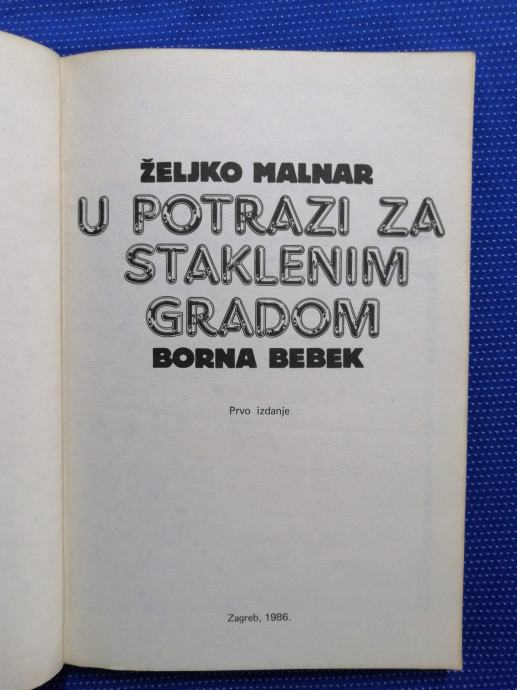 ŽELJKO MALNAR
U POTRAZI ZA
STAKLENIM
GRADOM
BORNA BEBEK
Prvo izdanje
Zagreb, 1986.